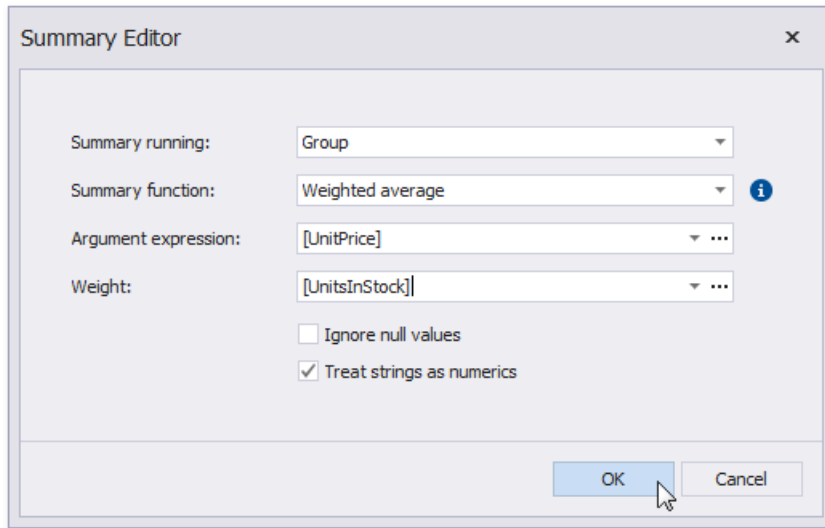 Summary Editor
Summary running: Group
Summary function: Weighted average
Argument expression: [UnitPrice]
Weight: [UnitsInStock]
Ignore null values
Treat strings as numerics
OK Cancel